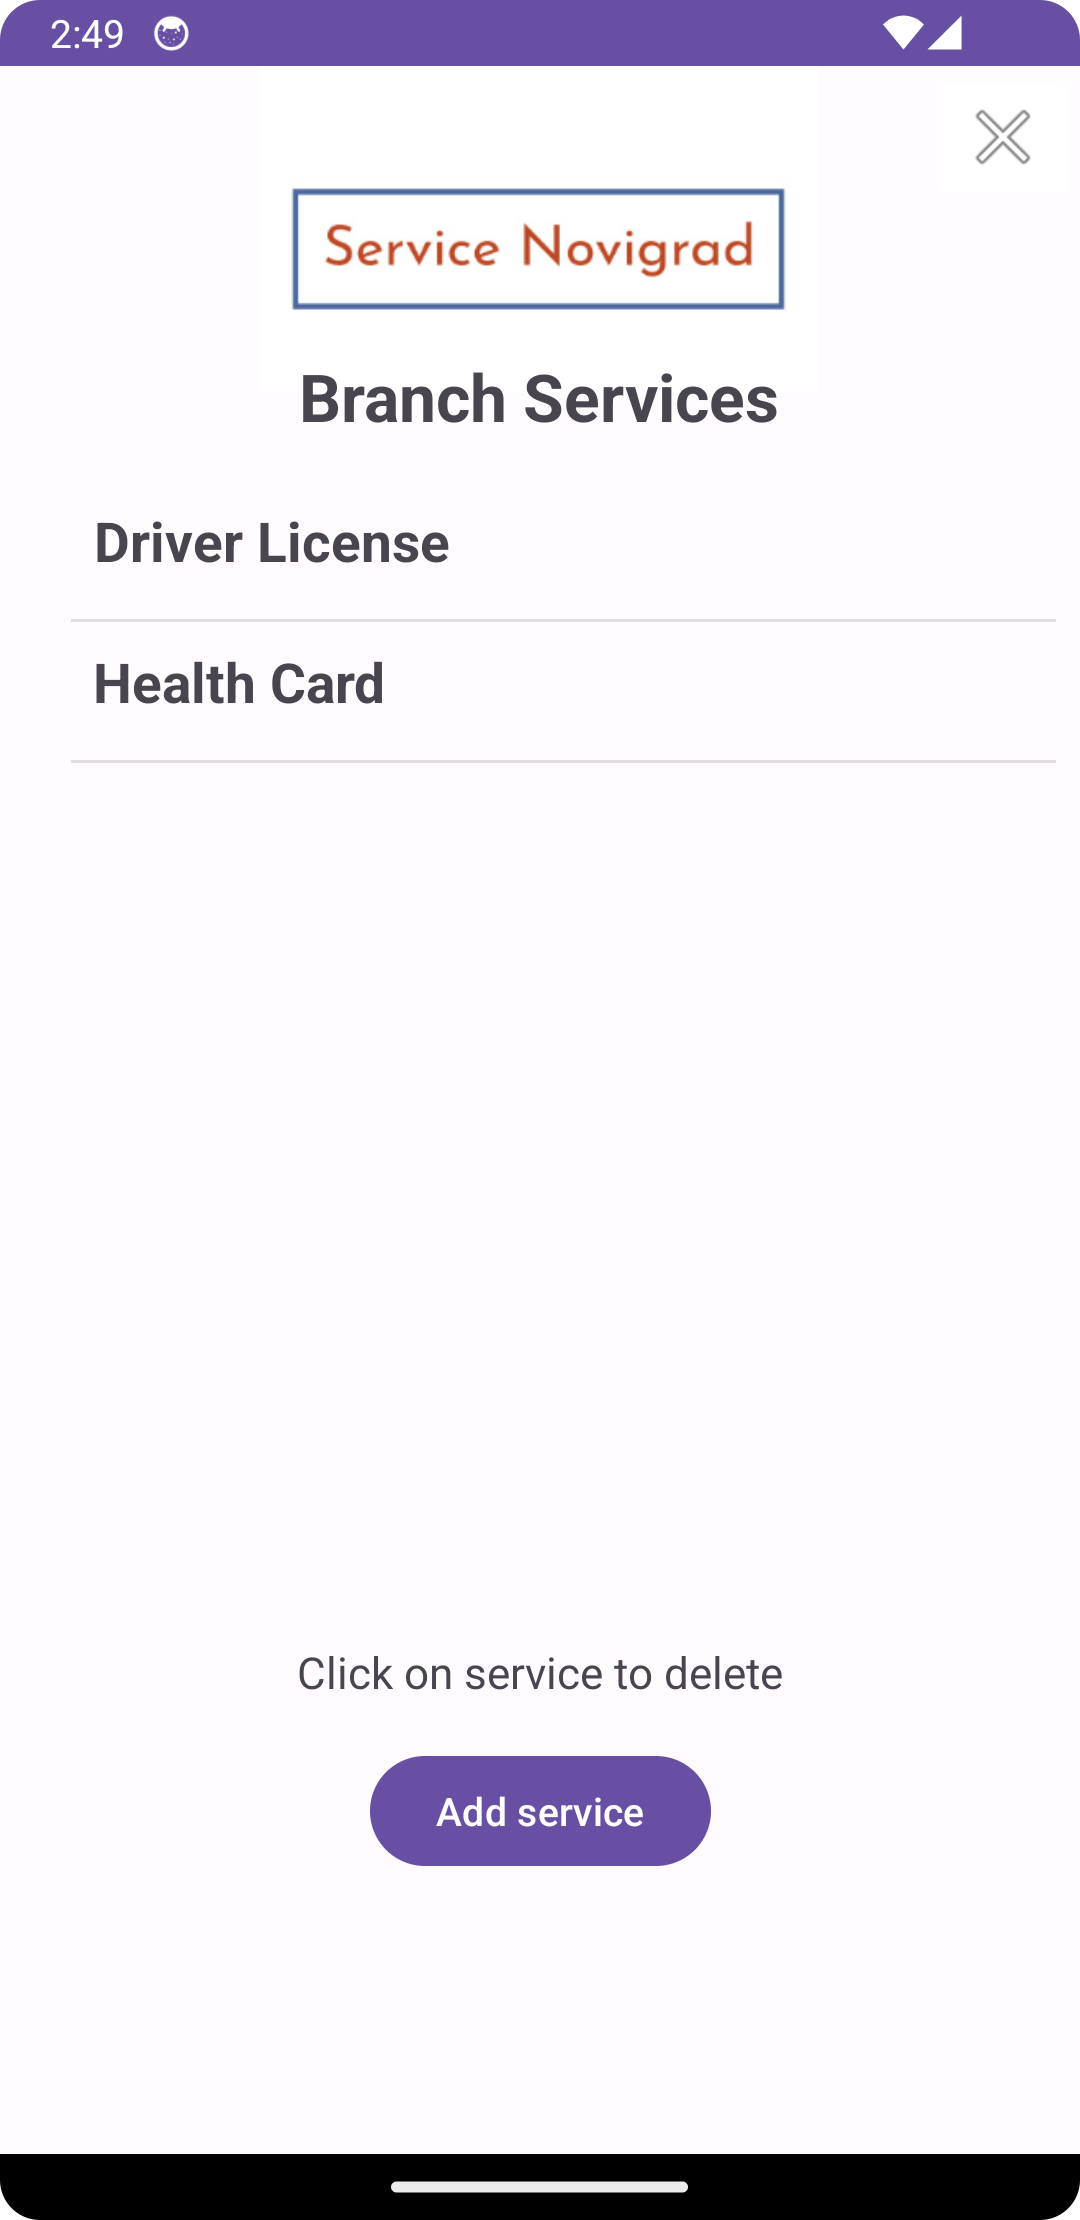 2:49
Service Novigrad
Branch Services
Driver License
Health Card
Click on service to delete
Add service